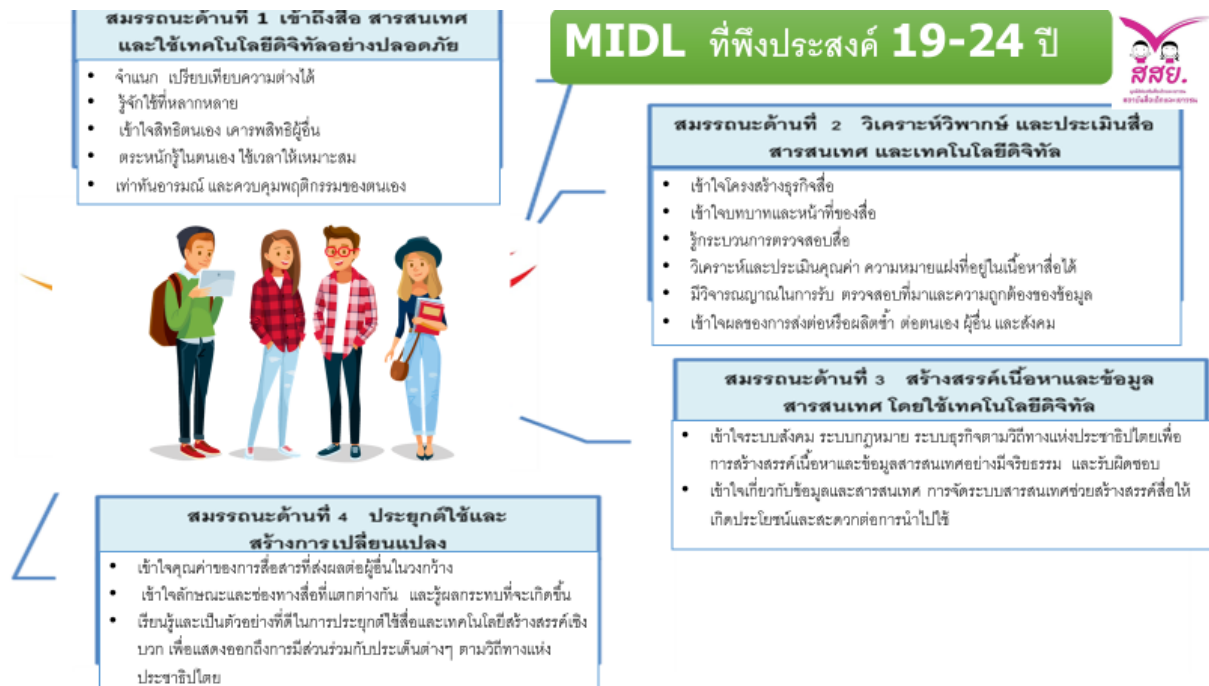 MIDL ที่พึงประสงค์ 19-24 ปี
สสย.
สมรรถนะด้านที่ 1 เข้าถึงสื่อ สารสนเทศ
และใช้เทคโนโลยีดิจิทัลอย่างปลอดภัย
• จำแนก เปรียบเทียบความต่างได้
• รู้จักใช้ที่หลากหลาย
• เข้าใจสิทธิตนเอง เคารพสิทธิผู้อื่น
• ตระหนักรู้ในตนเอง ใช้เวลาให้เหมาะสม
• เท่าทันอารมณ์ และควบคุมพฤติกรรมของตนเอง
สมรรถนะด้านที่ 2 วิเคราะห์วิพากษ์ และประเมินสื่อ
สารสนเทศ และเทคโนโลยีดิจิทัล
• เข้าใจโครงสร้างธุรกิจสื่อ
• เข้าใจบทบาทและหน้าที่ของสื่อ
• รู้กระบวนการตรวจสอบสื่อ
• วิเคราะห์และประเมินคุณค่า ความหมายแฝงที่อยู่ในเนื้อหาสื่อได้
• มีวิจารณญาณในการรับ ตรวจสอบที่มาและความถูกต้องของข้อมูล
• เข้าใจผลของการส่งต่อหรือผลิตซ้ำ ต่อตนเอง ผู้อื่น และสังคม
สมรรถนะด้านที่ 3 สร้างสรรค์เนื้อหาและข้อมูล
สารสนเทศ โดยใช้เทคโนโลยีดิจิทัล
• เข้าใจระบบสังคม ระบบกฎหมาย ระบบธุรกิจตามวิถีทางแห่งประชาธิปไตยเพื่อ
การสร้างสรรค์เนื้อหาและข้อมูลสารสนเทศอย่างมีจริยธรรม และรับผิดชอบ
• เข้าใจเกี่ยวกับข้อมูลและสารสนเทศ การจัดระบบสารสนเทศช่วยสร้างสรรค์สื่อให้
เกิดประโยชน์และสะดวกต่อการนำไปใช้
สมรรถนะด้านที่ 4 ประยุกต์ใช้และ
สร้างการเปลี่ยนแปลง
• เข้าใจคุณค่าของการสื่อสารที่ส่งผลต่อผู้อื่นในวงกว้าง
• เข้าใจลักษณะและช่องทางสื่อที่แตกต่างกัน และรู้ผลกระทบที่จะเกิดขึ้น
• เรียนรู้และเป็นตัวอย่างที่ดีในการประยุกต์ใช้สื่อและเทคโนโลยีสร้างสรรค์เชิง
บวก เพื่อแสดงออกถึงการมีส่วนร่วมกับประเด็นต่างๆ ตามวิถีทางแห่ง
ประชาธิปไตย